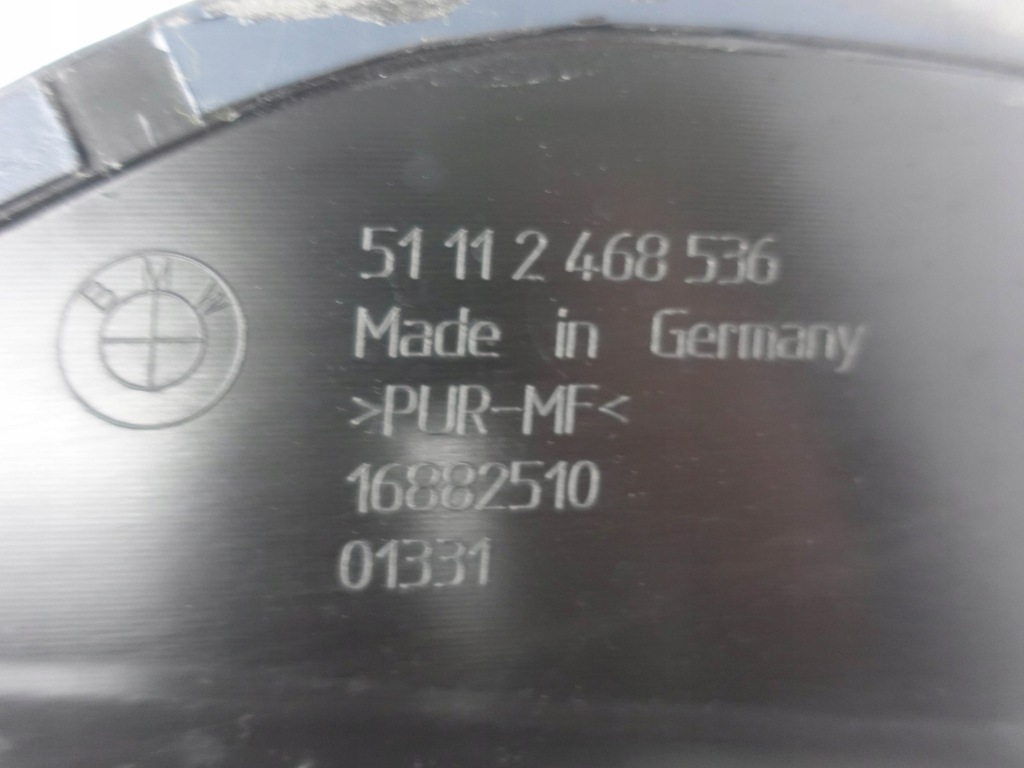 BMW
51 11 2 468 536
Made in Germany
>PUR-MF<
16882510
01331